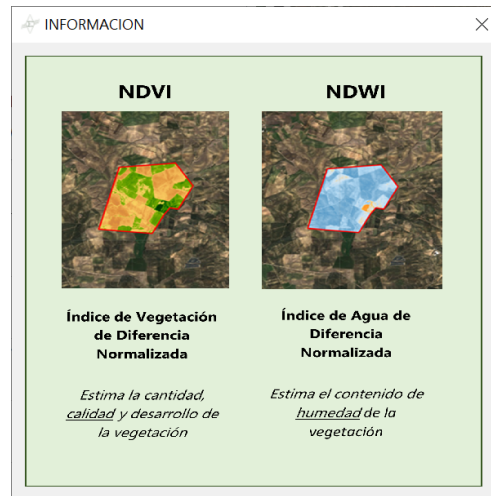 INFORMACION
NDVI
Índice de Vegetación
de Diferencia
Normalizada
Estima la cantidad,
calidad y desarrollo de
la vegetación
NDWI
Índice de Agua de
Diferencia
Normalizada
Estima el contenido de
humedad de la
vegetación